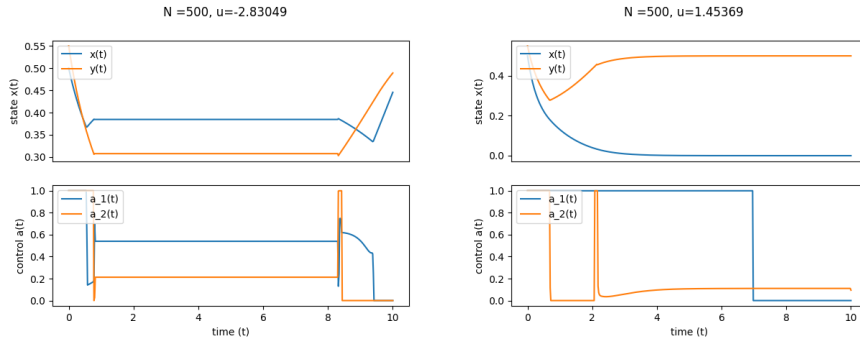 N =500, u=-2.83049
state x(t)
0.55
0.50
0.45
0.40
0.35
0.30
x(t)
y(t)
control a(t)
1.0
0.8
0.6
0.4
0.2
0.0
a_1(t)
a_2(t)
0 2 4 6 8 10
time (t)
N =500, u=1.45369
state x(t)
0.4
0.2
0.0
x(t)
y(t)
control a(t)
1.0
0.8
0.6
0.4
0.2
0.0
a_1(t)
a_2(t)
0 2 4 6 8 10
time (t)